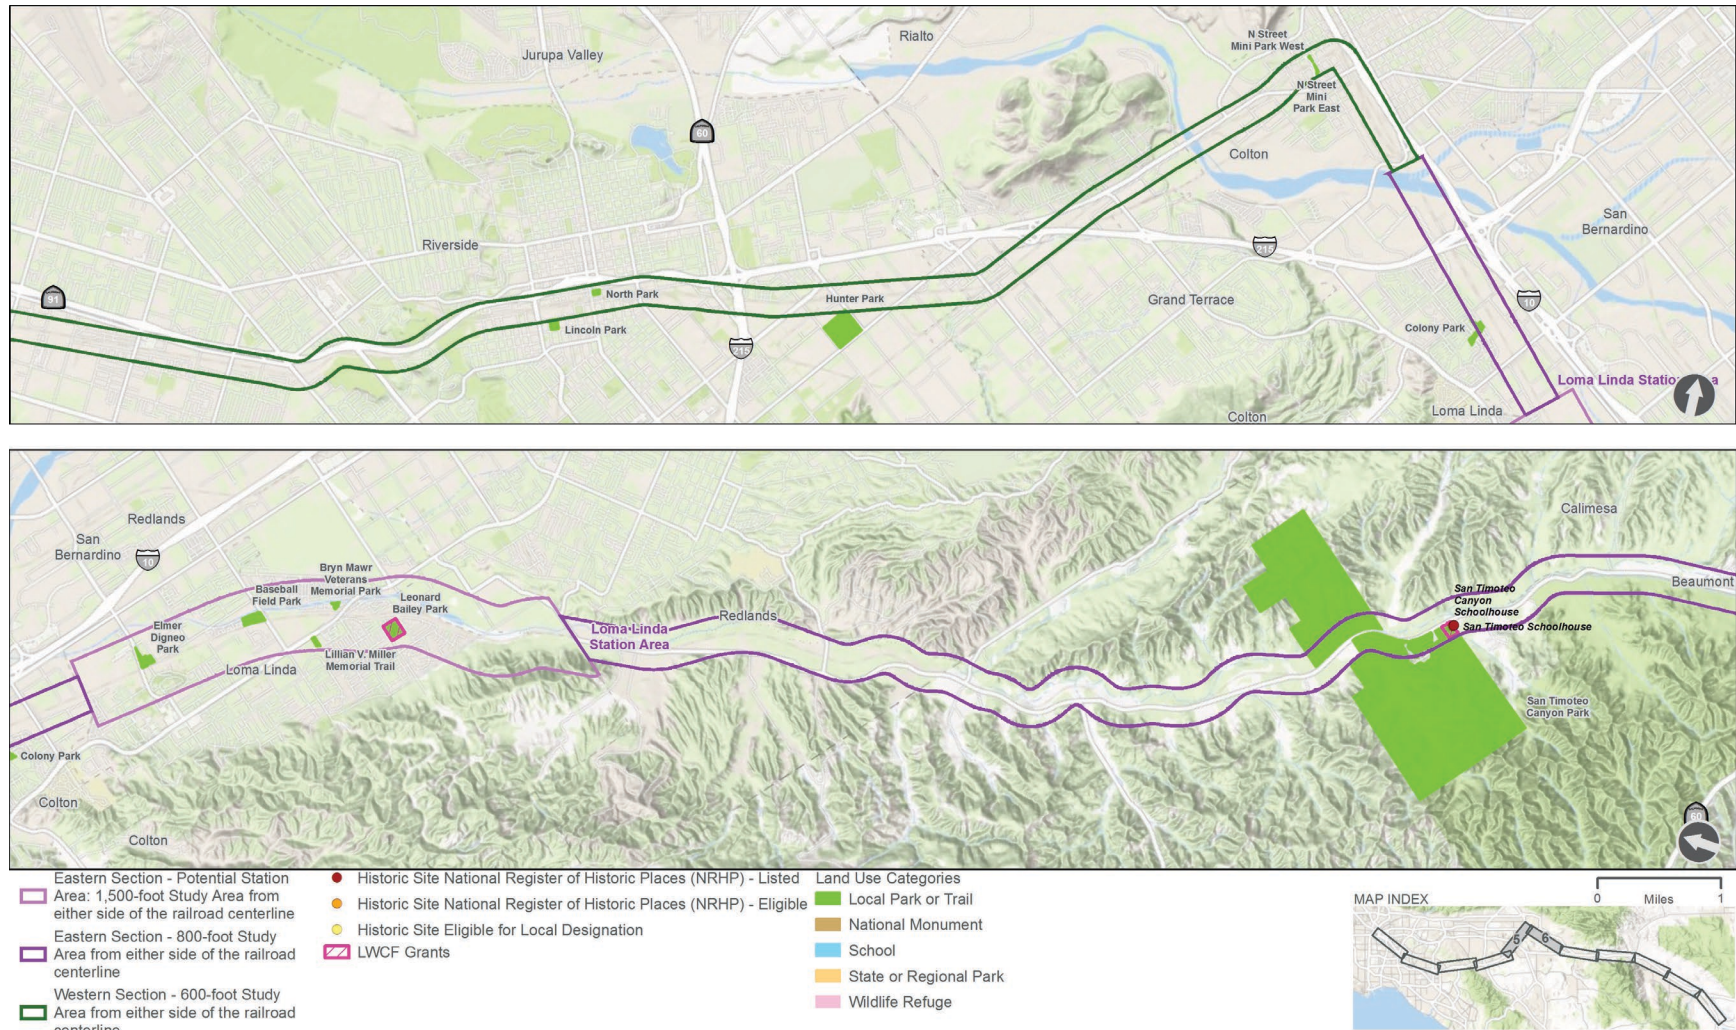 Jurupa Valley
Rialto
N Street
Mini Park West
N Street
Mini
Park East
60
Colton
San
Bernardino
Riverside
215
91
North Park
Hunter Park
Grand Terrace
10
Lincoln Park
Colony Park
215
Loma Linda
Colton
Loma Linda
Redlands
San
Bernardino
10
Calimesa
Bryn Mawr
Veterans
Memorial Park
Baseball
Field Park
Leonard
Bailey Park
Beaumont
San Timoteo
Canyon
Schoolhouse
San Timoteo Schoolhouse
Redlands
Elmer
Digneo
Park
Loma Linda
Station Area
Lillian V. Miller
Memorial Trail
Loma Linda
San Timoteo
Canyon Park
Colony Park
Colton
Colton
60
Eastern Section - Potential Station
Area: 1,500-foot Study Area from
either side of the railroad centerline
Eastern Section - 800-foot Study
Area from either side of the railroad
centerline
Western Section - 600-foot Study
Area from either side of the railroad
centerline
Historic Site National Register of Historic Places (NRHP) - Listed
Historic Site National Register of Historic Places (NRHP) - Eligible
Historic Site Eligible for Local Designation
LWCF Grants
Land Use Categories
Local Park or Trail
National Monument
School
State or Regional Park
Wildlife Refuge
0 Miles 1
MAP INDEX
5
6